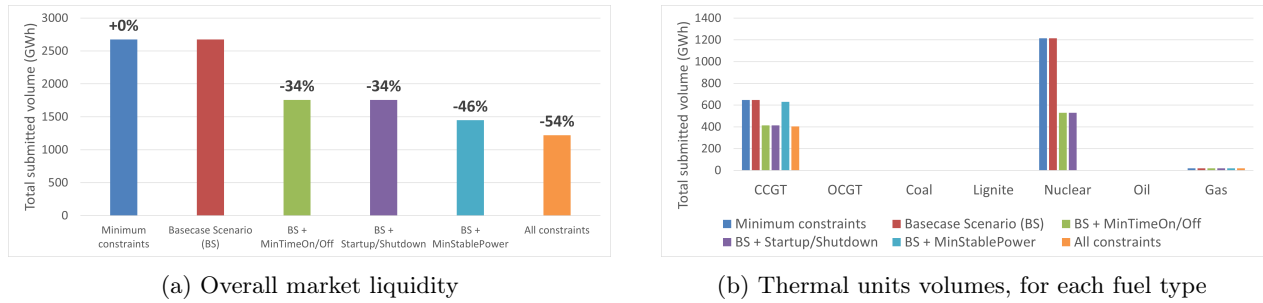 Total submitted volume (GWh)
3000
2500
2000
1500
1000
500
0
+0%
-34%
-34%
-46%
-54%
Minimum constraints
Basecase Scenario (BS)
BS + MinTimeOn/Off
BS + Startup/Shutdown
BS + MinStablePower
All constraints
(a) Overall market liquidity
Total submitted volume (GWh)
1400
1200
1000
800
600
400
200
0
CCGT OCGT Coal Lignite Nuclear Oil Gas
Minimum constraints Basecase Scenario (BS) BS + MinTimeOn/Off
BS + Startup/Shutdown BS + MinStablePower All constraints
(b) Thermal units volumes, for each fuel type